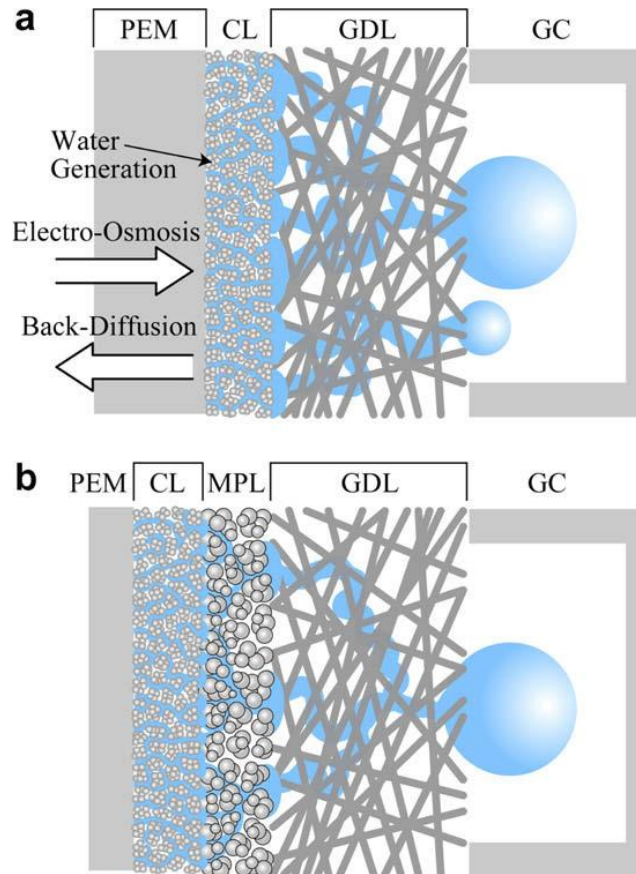 a
PEM CL GDL GC
Water
Generation
Electro-Osmosis
Back-Diffusion
b
PEM CL MPL GDL GC